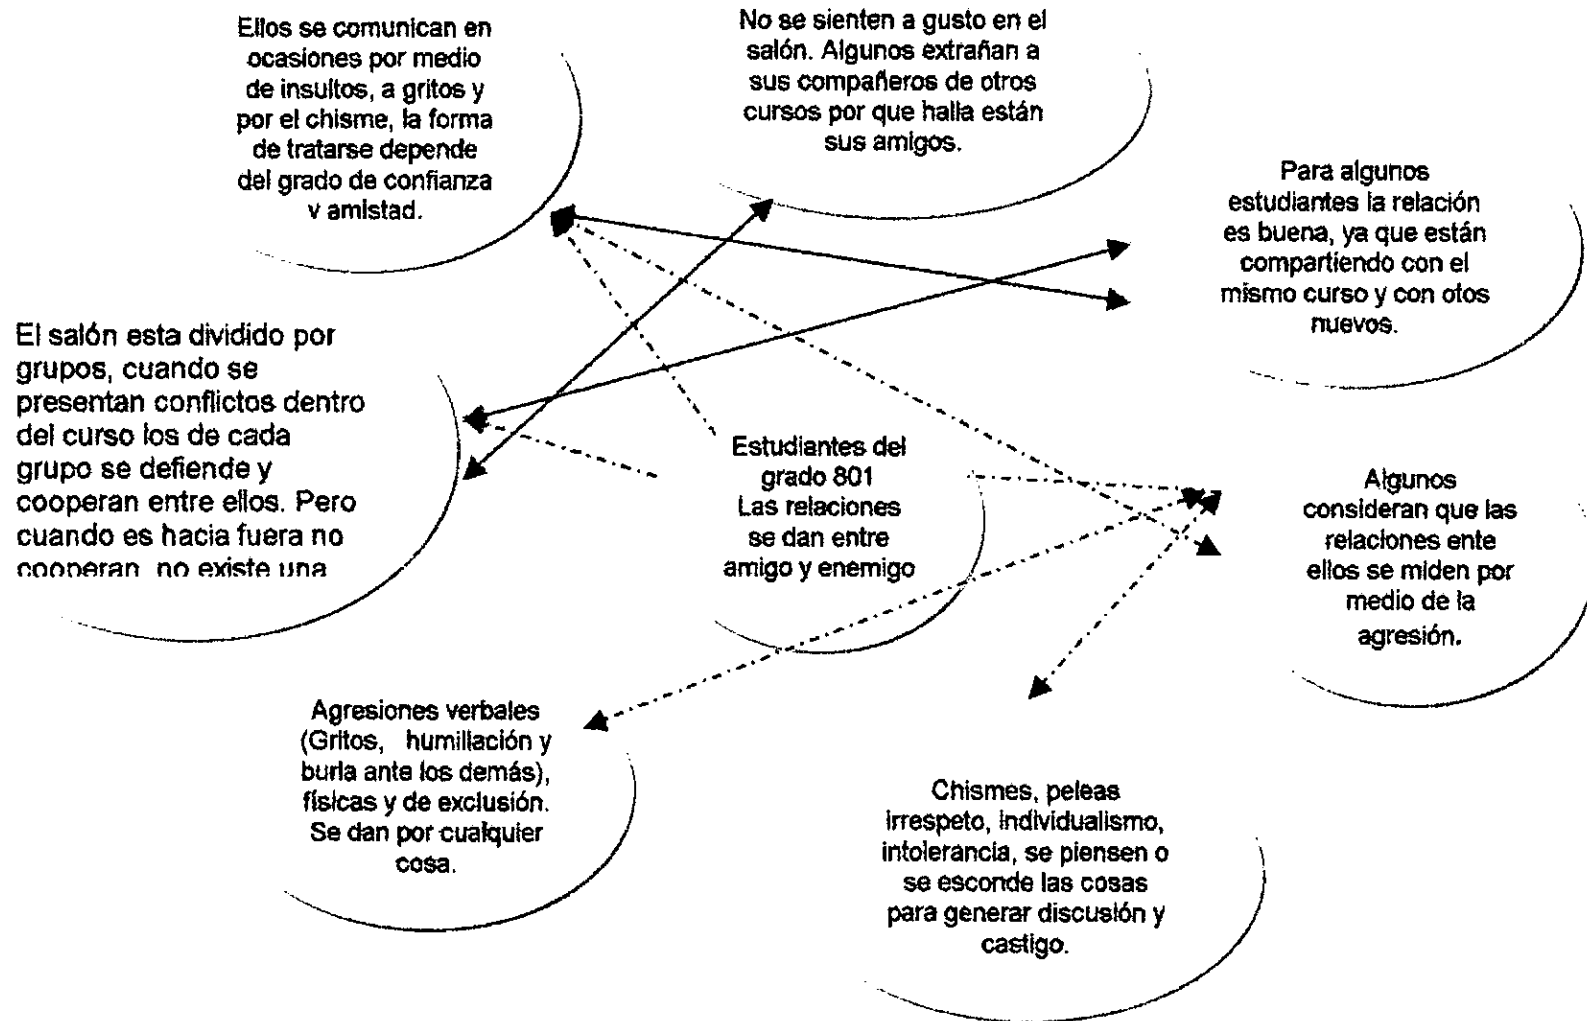 Ellos se comunican en
ocasiones por medio
de insultos, a gritos y
por el chisme, la forma
de tratarse depende
del grado de confianza
y amistad.
No se sienten a gusto en el
salón. Algunos extrañan a
sus compañeros de otros
cursos por que halla están
sus amigos.
Para algunos
estudiantes la relación
es buena, ya que están
compartiendo con el
mismo curso y con otos
nuevos.
El salón esta dividido por
grupos, cuando se
presentan conflictos dentro
del curso los de cada
grupo se defiende y
cooperan entre ellos. Pero
cuando es hacia fuera no
cooperan no existe una
Estudiantes del
grado 801
Las relaciones
se dan entre
amigo y enemigo
Algunos
consideran que las
relaciones ente
ellos se miden por
medio de la
agresión.
Agresiones verbales
(Gritos, humillación y
burla ante los demás),
físicas y de exclusión.
Se dan por cualquier
cosa.
Chismes, peleas
irrespeto, individualismo,
intolerancia, se piensen o
se esconde las cosas
para generar discusión y
castigo.